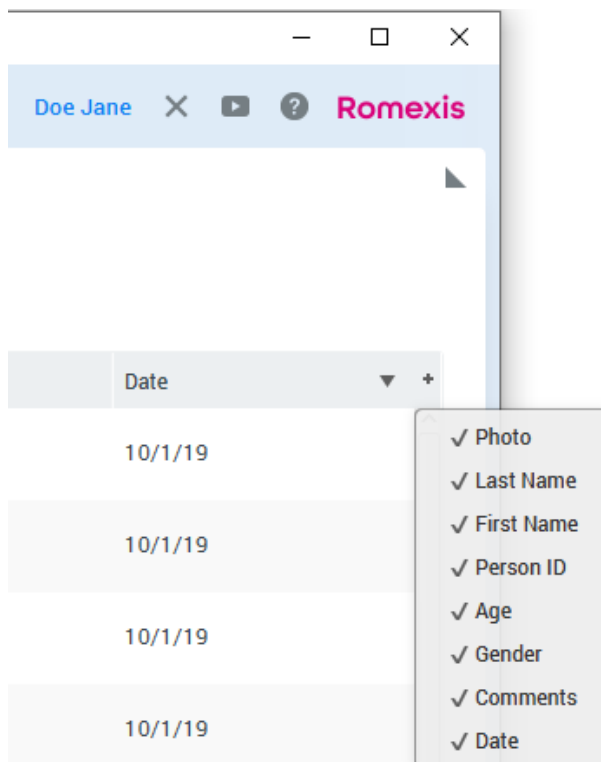 Doe Jane Romexis
Date
10/1/19
10/1/19
10/1/19
10/1/19
Photo
Last Name
First Name
Person ID
Age
Gender
Comments
Date